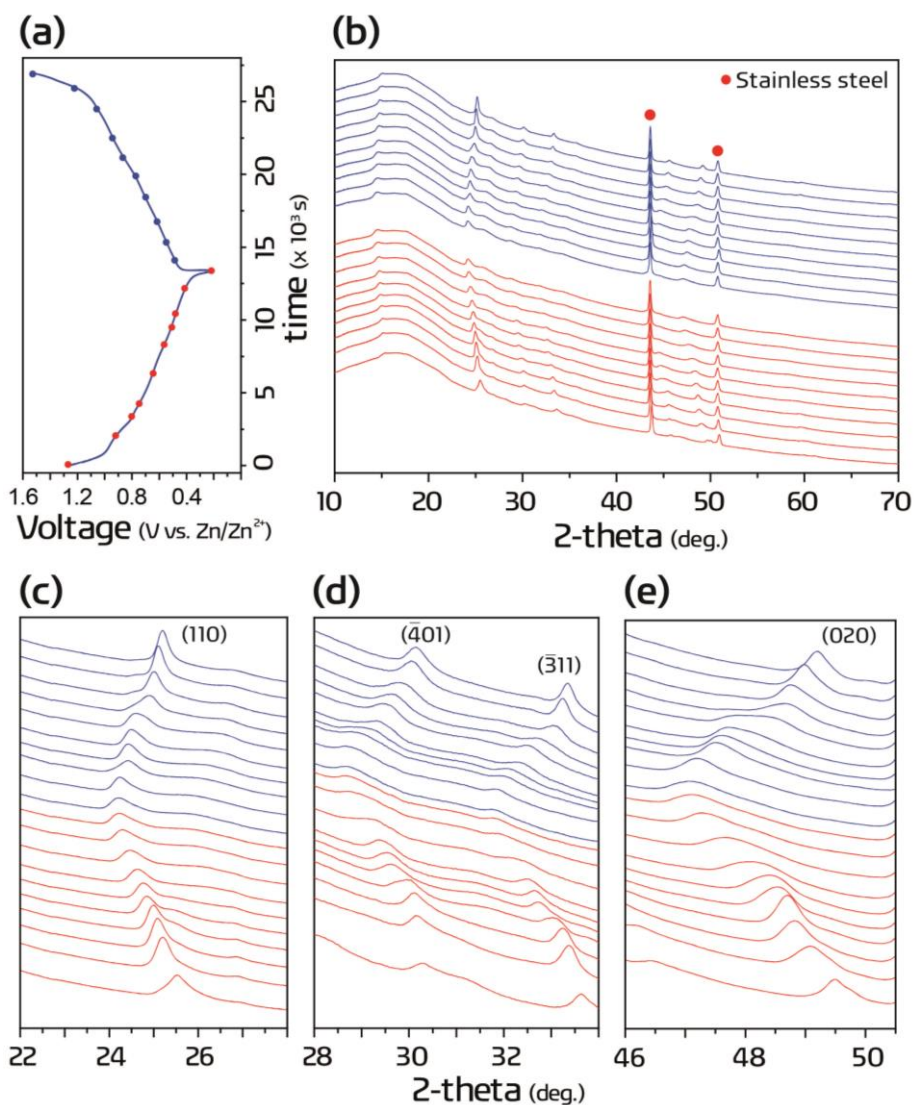 (a)
25
20
15
10
5
0
time (x 10³ s)
1.6 1.2 0.8 0.4
Voltage (V vs. Zn/Zn²⁺)
(b)
Stainless steel
10 20 30 40 50 60 70
2-theta (deg.)
(c)
(110)
22 24 26 28
(d)
(4̄01)
(3̄11)
28 30 32
(e)
(020)
46 48 50
2-theta (deg.)